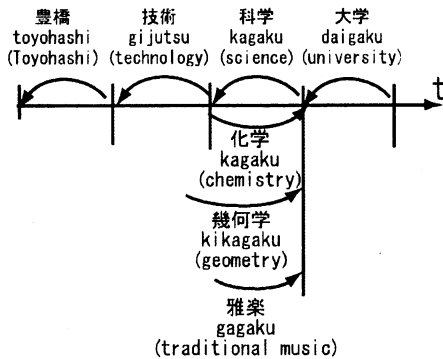 豊橋 技術 科学 大学
toyohashi gijutsu kagaku daigaku
(Toyohashi) (technology) (science) (university)
t
化学
kagaku
(chemistry)
幾何学
kikagaku
(geometry)
雅楽
gagaku
(traditional music)